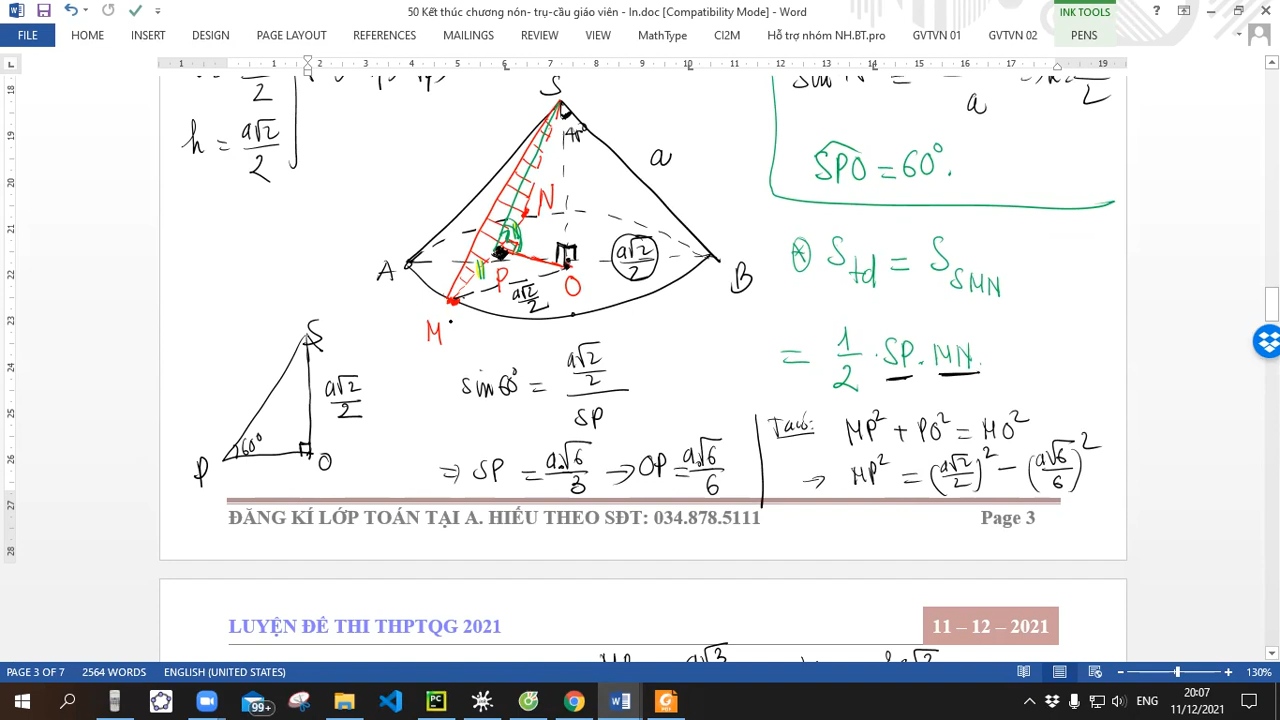 50 Kết thúc chương nón- trụ-cầu giáo viên - In.doc [Compatibility Mode] - Word
INK TOOLS
FILE HOME INSERT DESIGN PAGE LAYOUT REFERENCES MAILINGS REVIEW VIEW MathType CI2M Hỗ trợ nhóm NH.BT.pro GVTVN 01 GVTVN 02 PENS
h = a√2/2
S
a
N
A
P
O
a√2/2
a√2/2
B
M
SPO = 60°.
S_td = S_SMN
= 1/2 . SP . MN.
S
a√2/2
60°
P
O
sin60° = (a√2/2)/SP
⇒ SP = a√6/3 → OP = a√6/6
Taco:
MP² + PO² = MO²
→ MP² = (a√2/2)² − (a√6/6)²
ĐĂNG KÍ LỚP TOÁN TẠI A. HIẾU THEO SĐT: 034.878.5111 Page 3
LUYỆN ĐỀ THI THPTQG 2021 11 – 12 – 2021
PAGE 3 OF 7 2564 WORDS ENGLISH (UNITED STATES) 130%
99+
ENG
20:07
11/12/2021